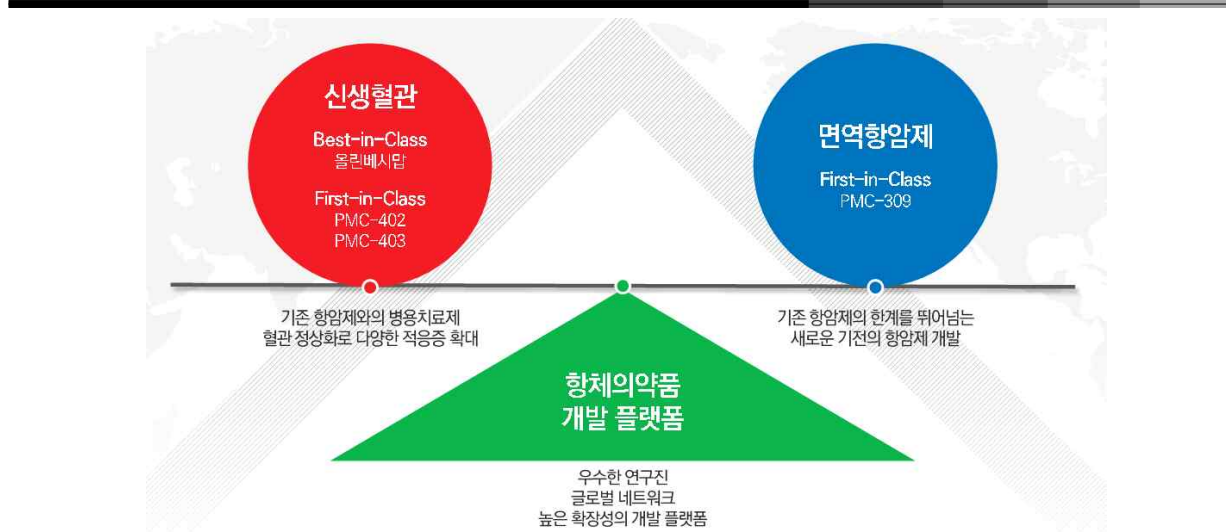 신생혈관
Best-in-Class
올린베시맙
First-in-Class
PMC-402
PMC-403
기존 항암제와의 병용치료제
혈관 정상화로 다양한 적응증 확대
면역항암제
First-in-Class
PMC-309
기존 항암제의 한계를 뛰어넘는
새로운 기전의 항암제 개발
항체의약품
개발 플랫폼
우수한 연구진
글로벌 네트워크
높은 확장성의 개발 플랫폼